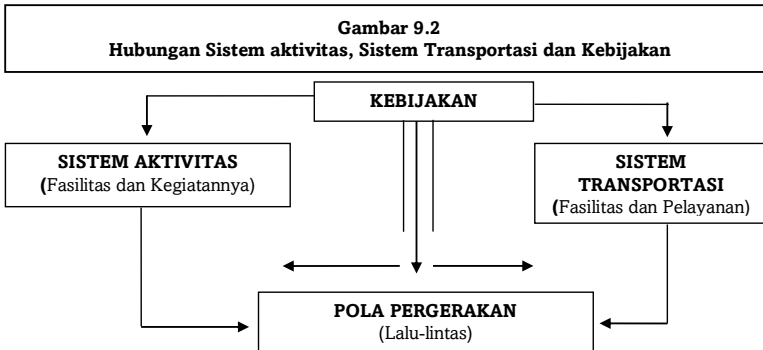 Gambar 9.2
Hubungan Sistem aktivitas, Sistem Transportasi dan Kebijakan
KEBIJAKAN
SISTEM AKTIVITAS
(Fasilitas dan Kegiatannya)
SISTEM
TRANSPORTASI
(Fasilitas dan Pelayanan)
POLA PERGERAKAN
(Lalu-lintas)